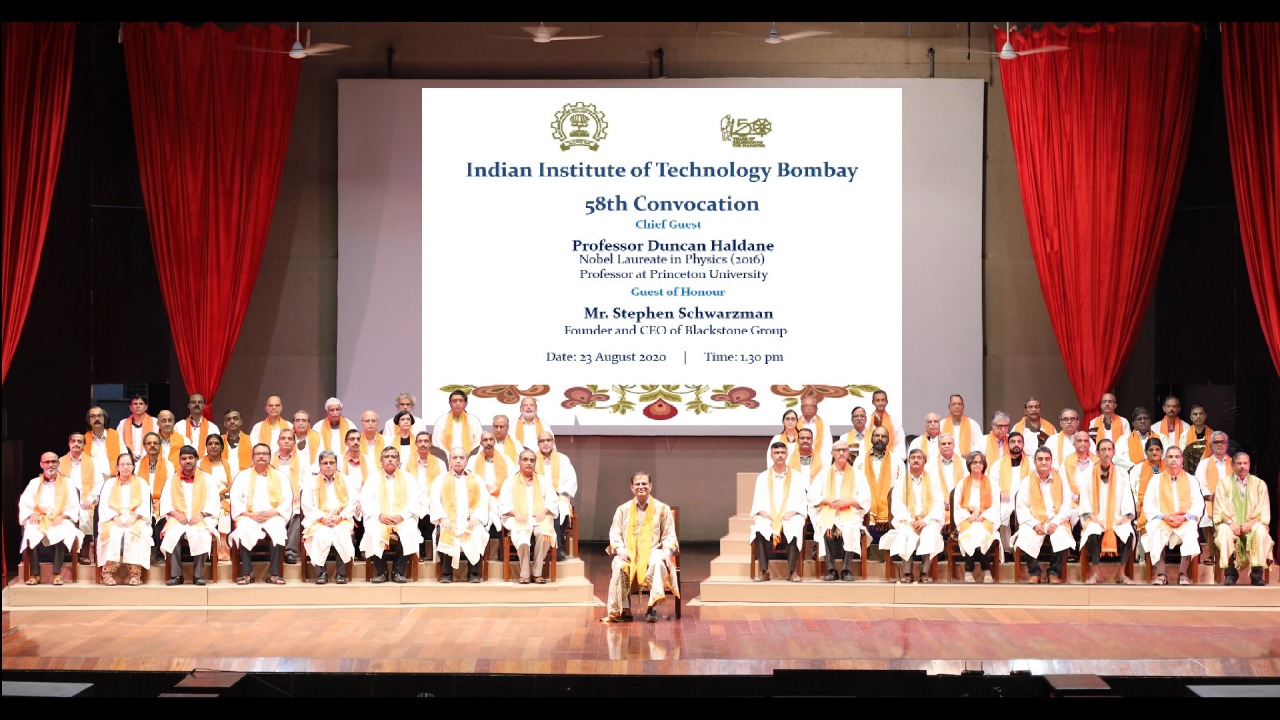 Indian Institute of Technology Bombay
58th Convocation
Chief Guest
Professor Duncan Haldane
Nobel Laureate in Physics (2016)
Professor at Princeton University
Guest of Honour
Mr. Stephen Schwarzman
Founder and CEO of Blackstone Group
Date: 23 August 2020 | Time: 1.30 pm